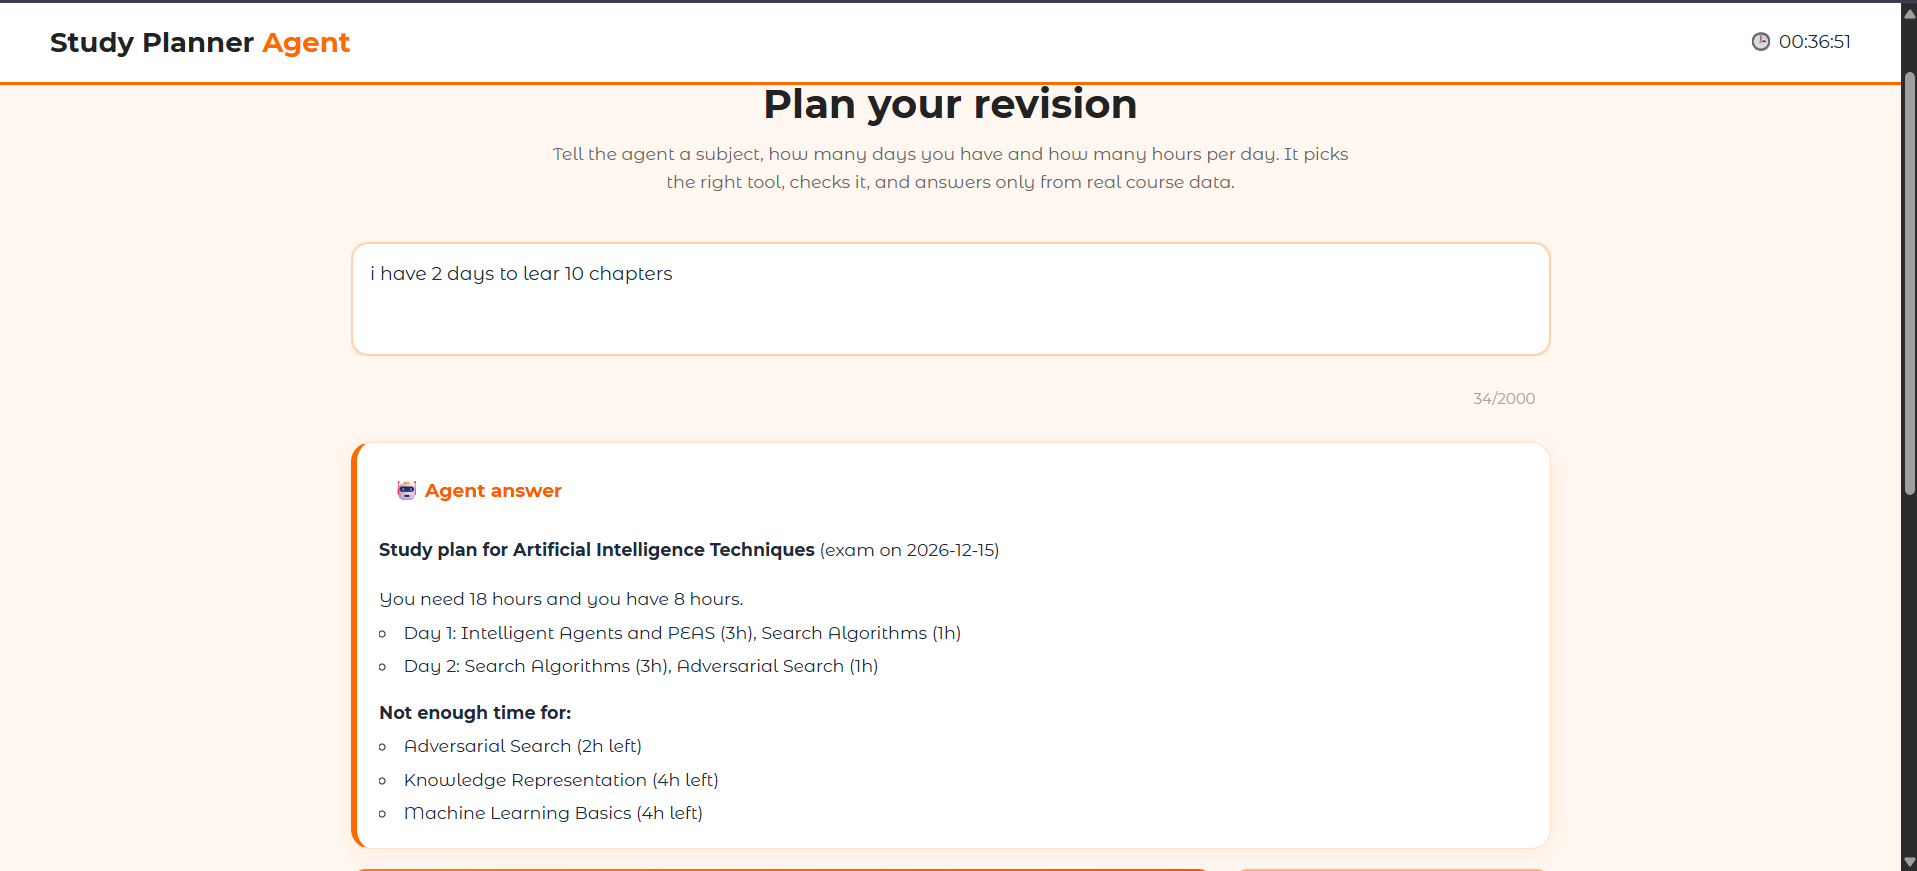 Study Planner Agent
00:36:51
Plan your revision
Tell the agent a subject, how many days you have and how many hours per day. It picks
the right tool, checks it, and answers only from real course data.
i have 2 days to lear 10 chapters
34/2000
Agent answer
Study plan for Artificial Intelligence Techniques (exam on 2026-12-15)
You need 18 hours and you have 8 hours.
Day 1: Intelligent Agents and PEAS (3h), Search Algorithms (1h)
Day 2: Search Algorithms (3h), Adversarial Search (1h)
Not enough time for:
Adversarial Search (2h left)
Knowledge Representation (4h left)
Machine Learning Basics (4h left)